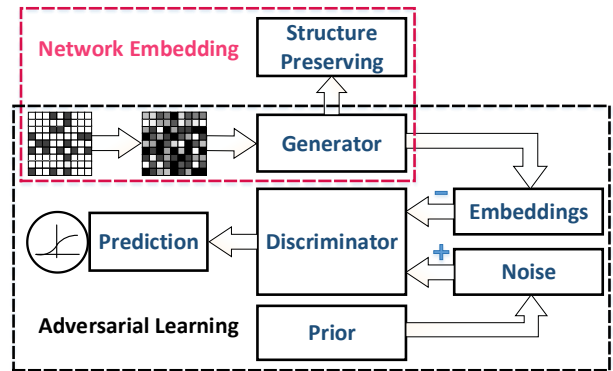 Network Embedding
Structure
Preserving
Generator
Embeddings
−
Discriminator
Prediction
+
Noise
Adversarial Learning
Prior